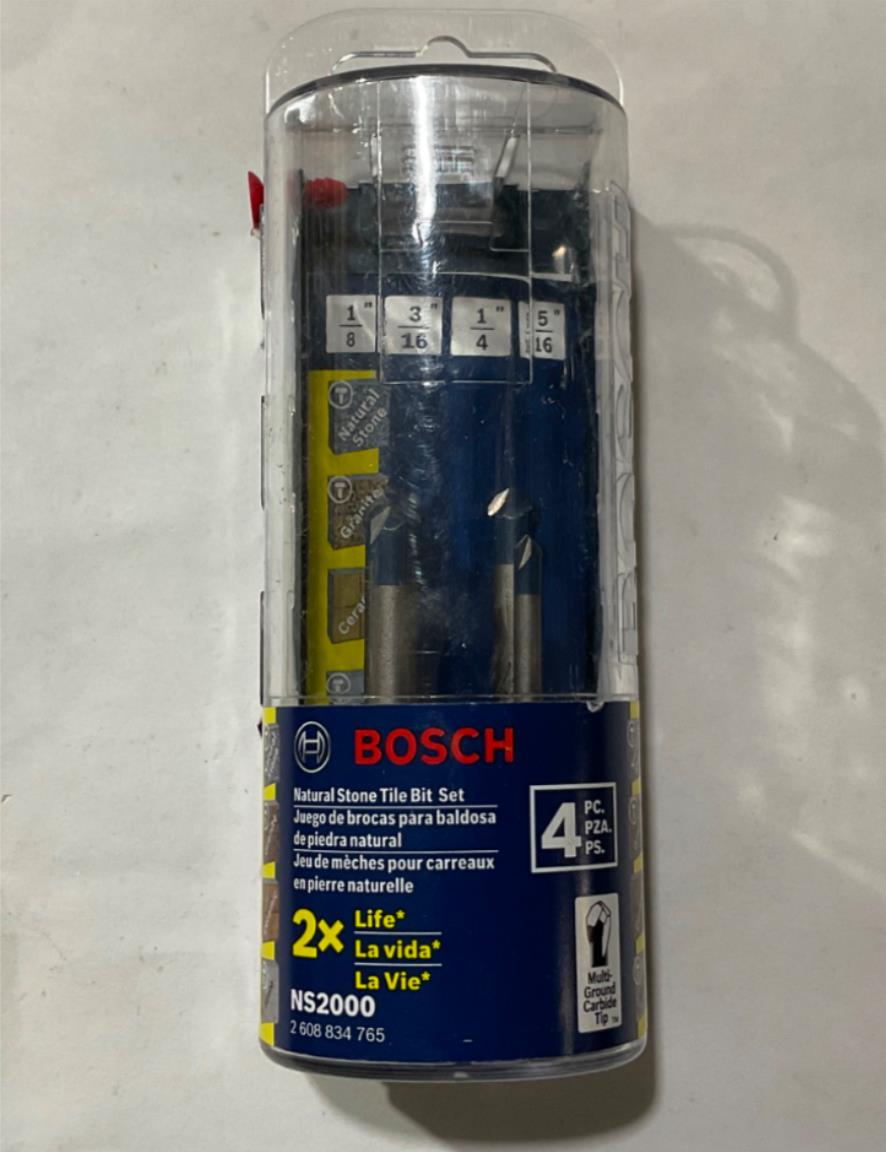 1/8"
3/16"
1/4"
5/16"
Natural
Stone
Granite
BOSCH
BOSCH
Natural Stone Tile Bit Set
Juego de brocas para baldosa
de piedra natural
Jeu de mèches pour carreaux
en pierre naturelle
4 PC.
PZA.
PS.
2x Life*
La vida*
La Vie*
NS2000
2 608 834 765
Multi-
Ground
Carbide
Tip ™